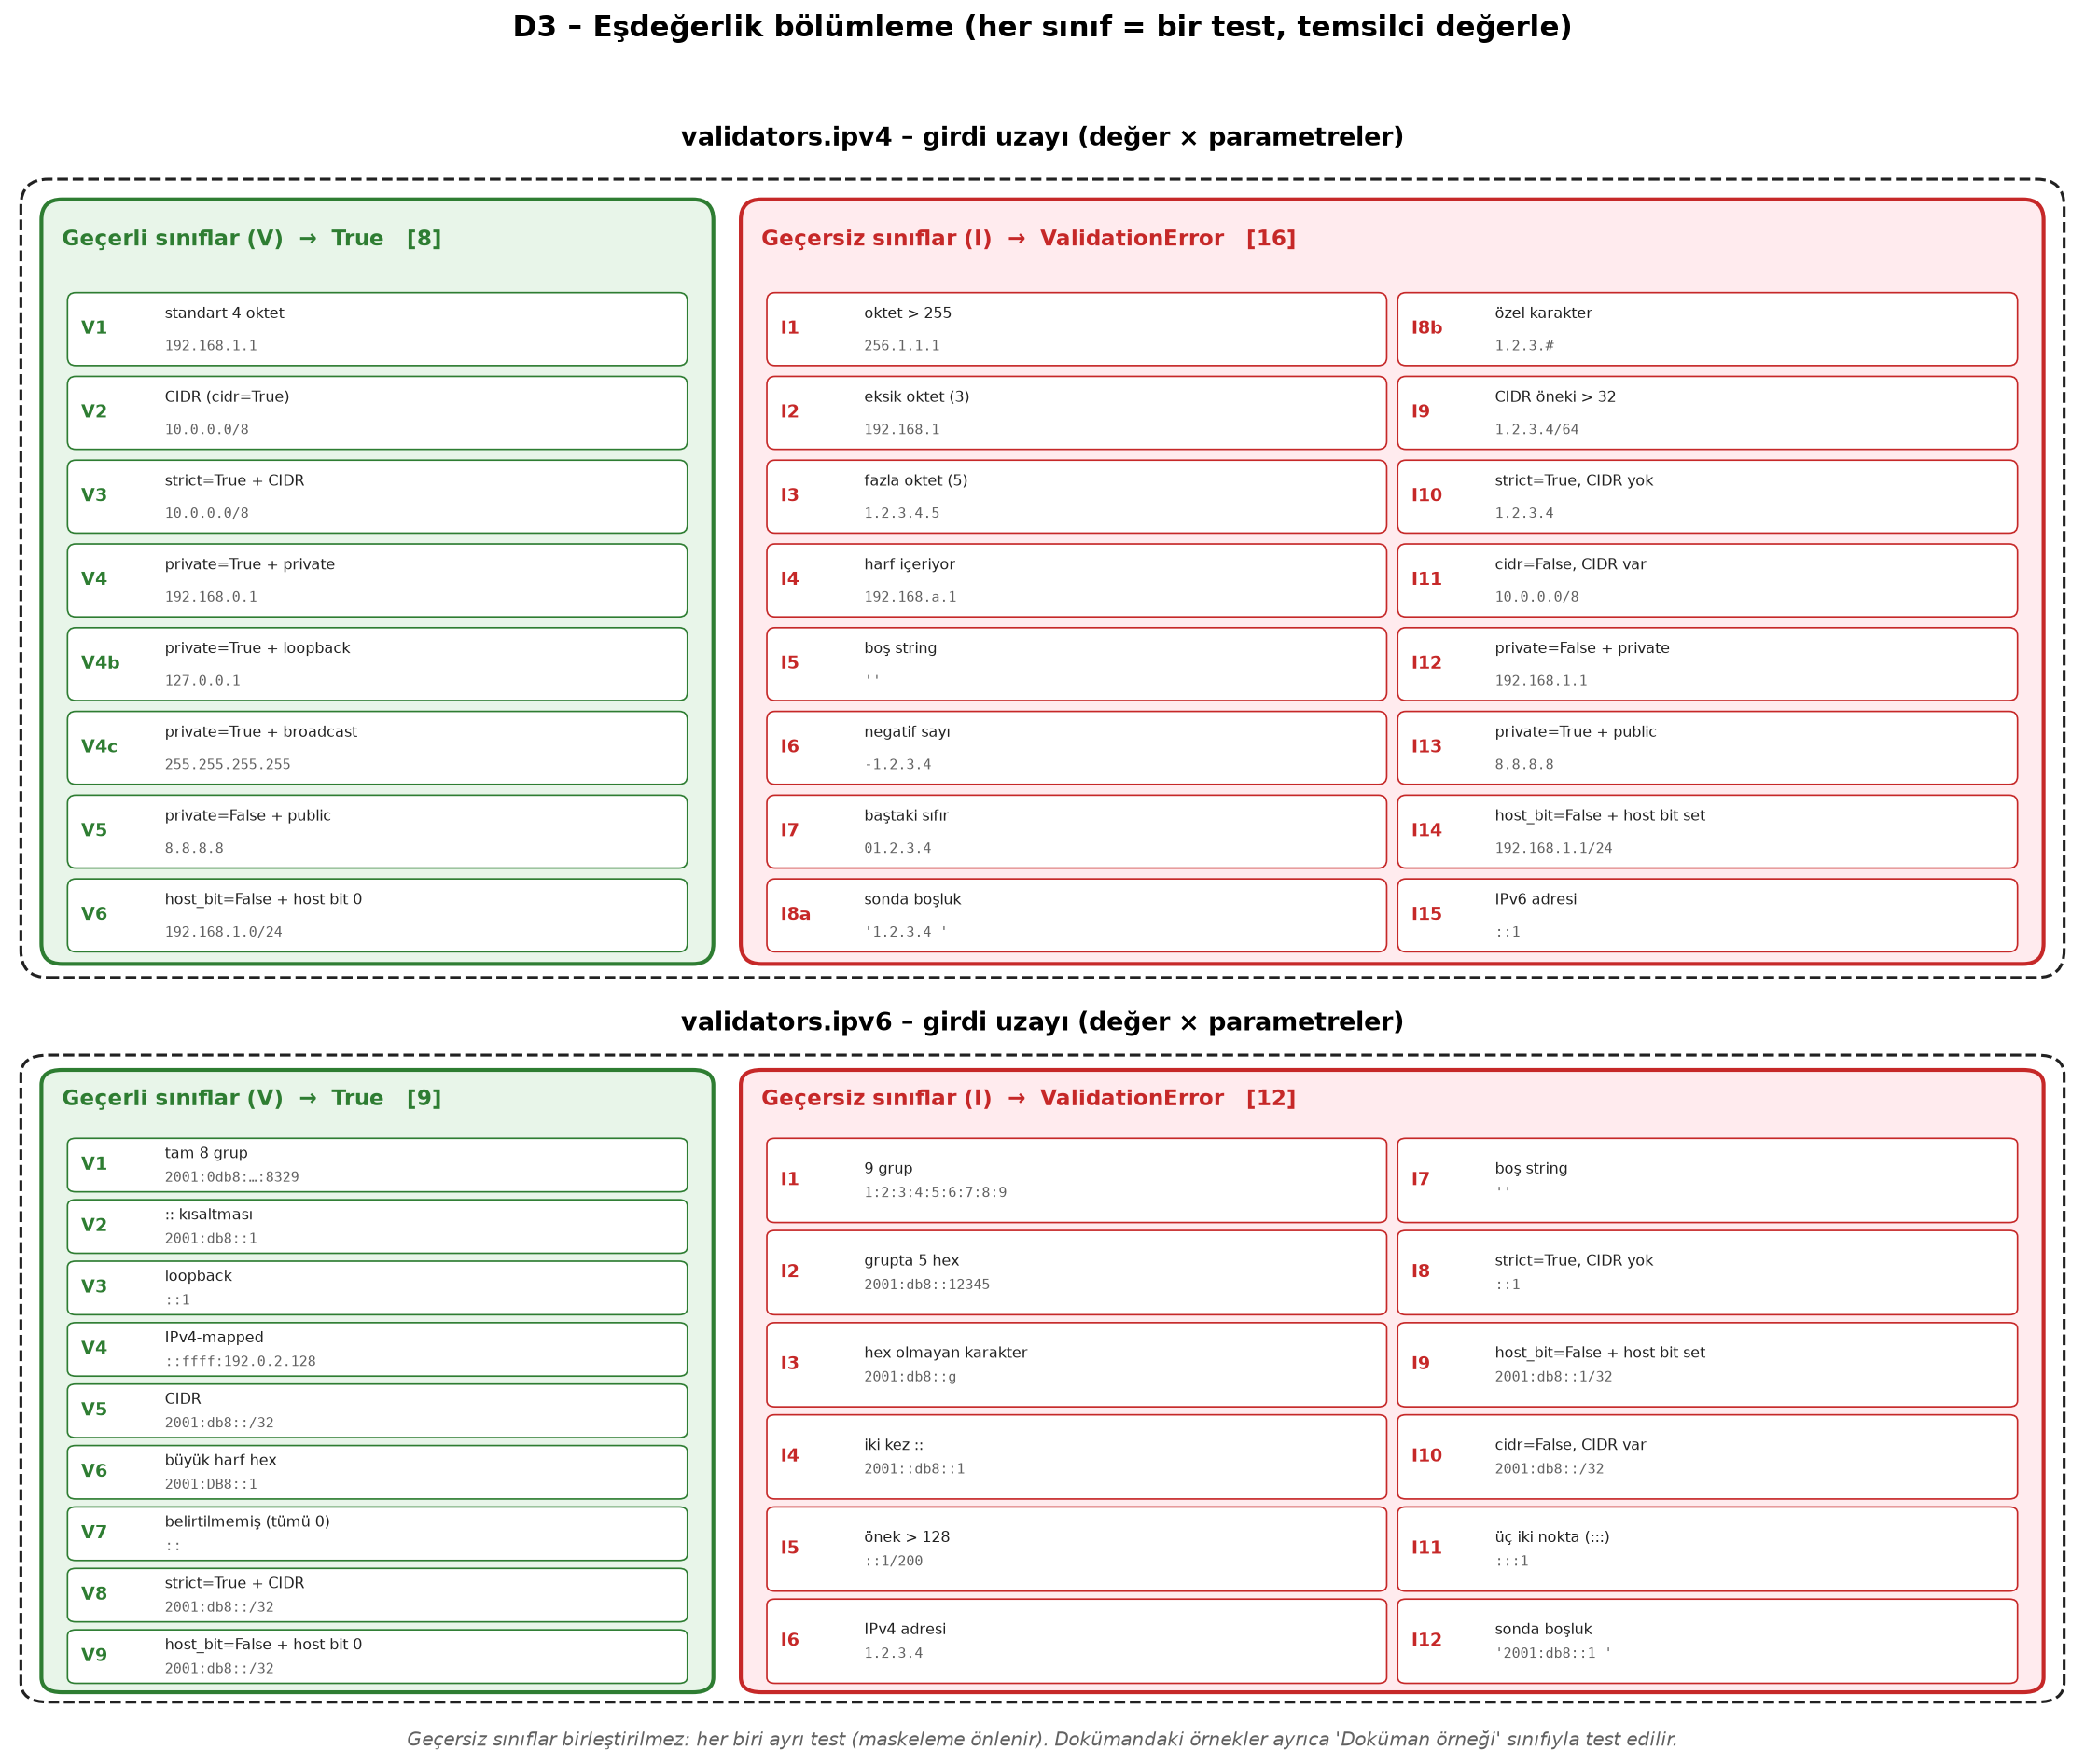 D3 – Eşdeğerlik bölümleme (her sınıf = bir test, temsilci değerle)
validators.ipv4 – girdi uzayı (değer × parametreler)
Geçerli sınıflar (V) → True [8]
V1
standart 4 oktet
192.168.1.1
V2
CIDR (cidr=True)
10.0.0.0/8
V3
strict=True + CIDR
10.0.0.0/8
V4
private=True + private
192.168.0.1
V4b
private=True + loopback
127.0.0.1
V4c
private=True + broadcast
255.255.255.255
V5
private=False + public
8.8.8.8
V6
host_bit=False + host bit 0
192.168.1.0/24
Geçersiz sınıflar (I) → ValidationError [16]
I1
oktet > 255
256.1.1.1
I2
eksik oktet (3)
192.168.1
I3
fazla oktet (5)
1.2.3.4.5
I4
harf içeriyor
192.168.a.1
I5
boş string
''
I6
negatif sayı
-1.2.3.4
I7
baştaki sıfır
01.2.3.4
I8a
sonda boşluk
'1.2.3.4 '
I8b
özel karakter
1.2.3.#
I9
CIDR öneki > 32
1.2.3.4/64
I10
strict=True, CIDR yok
1.2.3.4
I11
cidr=False, CIDR var
10.0.0.0/8
I12
private=False + private
192.168.1.1
I13
private=True + public
8.8.8.8
I14
host_bit=False + host bit set
192.168.1.1/24
I15
IPv6 adresi
::1
validators.ipv6 – girdi uzayı (değer × parametreler)
Geçerli sınıflar (V) → True [9]
V1
tam 8 grup
2001:0db8:…:8329
V2
:: kısaltması
2001:db8::1
V3
loopback
::1
V4
IPv4-mapped
::ffff:192.0.2.128
V5
CIDR
2001:db8::/32
V6
büyük harf hex
2001:DB8::1
V7
belirtilmemiş (tümü 0)
::
V8
strict=True + CIDR
2001:db8::/32
V9
host_bit=False + host bit 0
2001:db8::/32
Geçersiz sınıflar (I) → ValidationError [12]
I1
9 grup
1:2:3:4:5:6:7:8:9
I2
grupta 5 hex
2001:db8::12345
I3
hex olmayan karakter
2001:db8::g
I4
iki kez ::
2001::db8::1
I5
önek > 128
::1/200
I6
IPv4 adresi
1.2.3.4
I7
boş string
''
I8
strict=True, CIDR yok
::1
I9
host_bit=False + host bit set
2001:db8::1/32
I10
cidr=False, CIDR var
2001:db8::/32
I11
üç iki nokta (:::)
:::1
I12
sonda boşluk
'2001:db8::1 '
Geçersiz sınıflar birleştirilmez: her biri ayrı test (maskeleme önlenir). Dokümandaki örnekler ayrıca 'Doküman örneği' sınıfıyla test edilir.